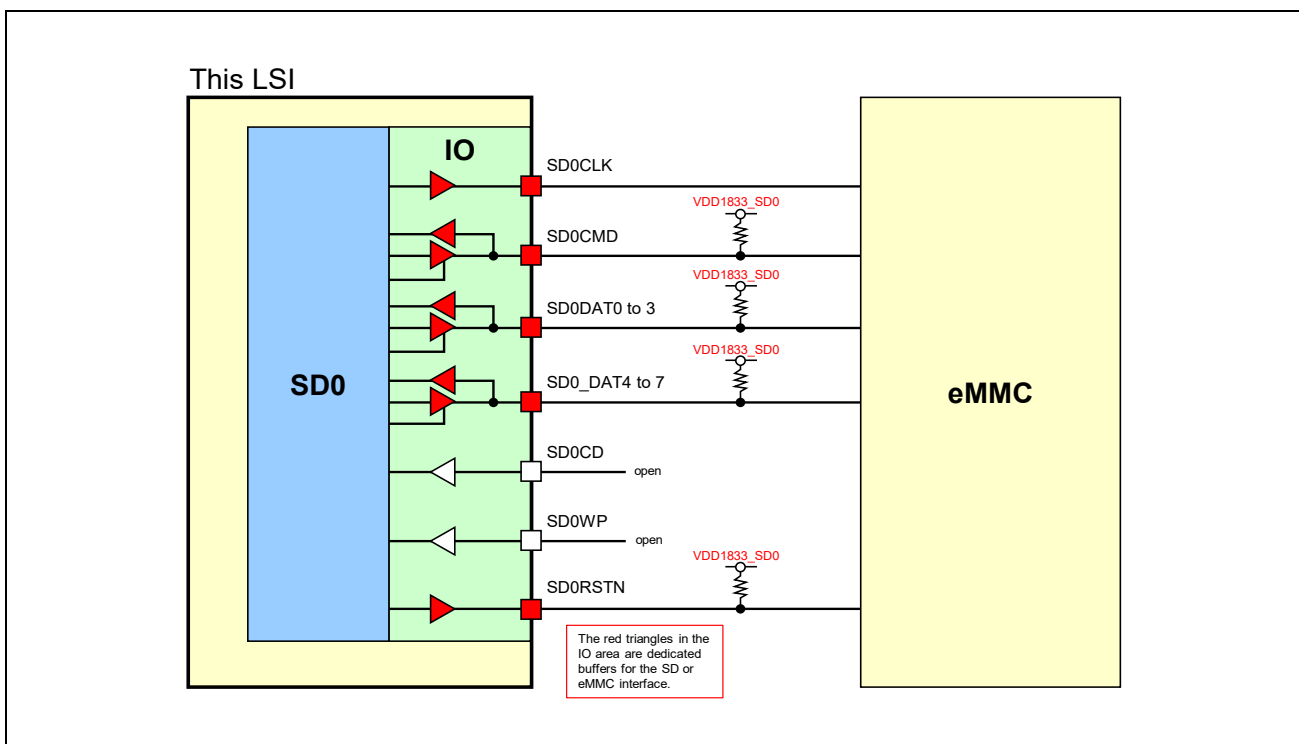 This LSI
IO
SD0CLK
VDD1833_SD0
SD0CMD
VDD1833_SD0
SD0DAT0 to 3
VDD1833_SD0
SD0
SD0_DAT4 to 7
eMMC
SD0CD
open
SD0WP
open
VDD1833_SD0
SD0RSTN
The red triangles in the
IO area are dedicated
buffers for the SD or
eMMC interface.